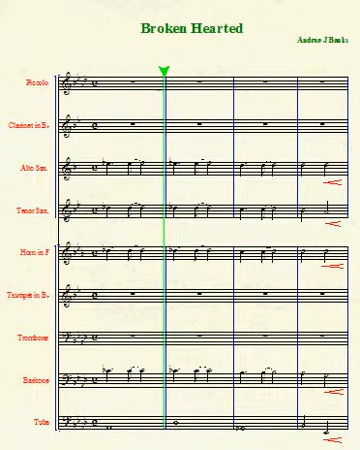 Broken Hearted
Andrew J Banks
Piccolo
Clarinet in B♭
Alto Sax.
Tenor Sax.
Horn in F
Trumpet in B♭
Trombone
Baritone
Tuba